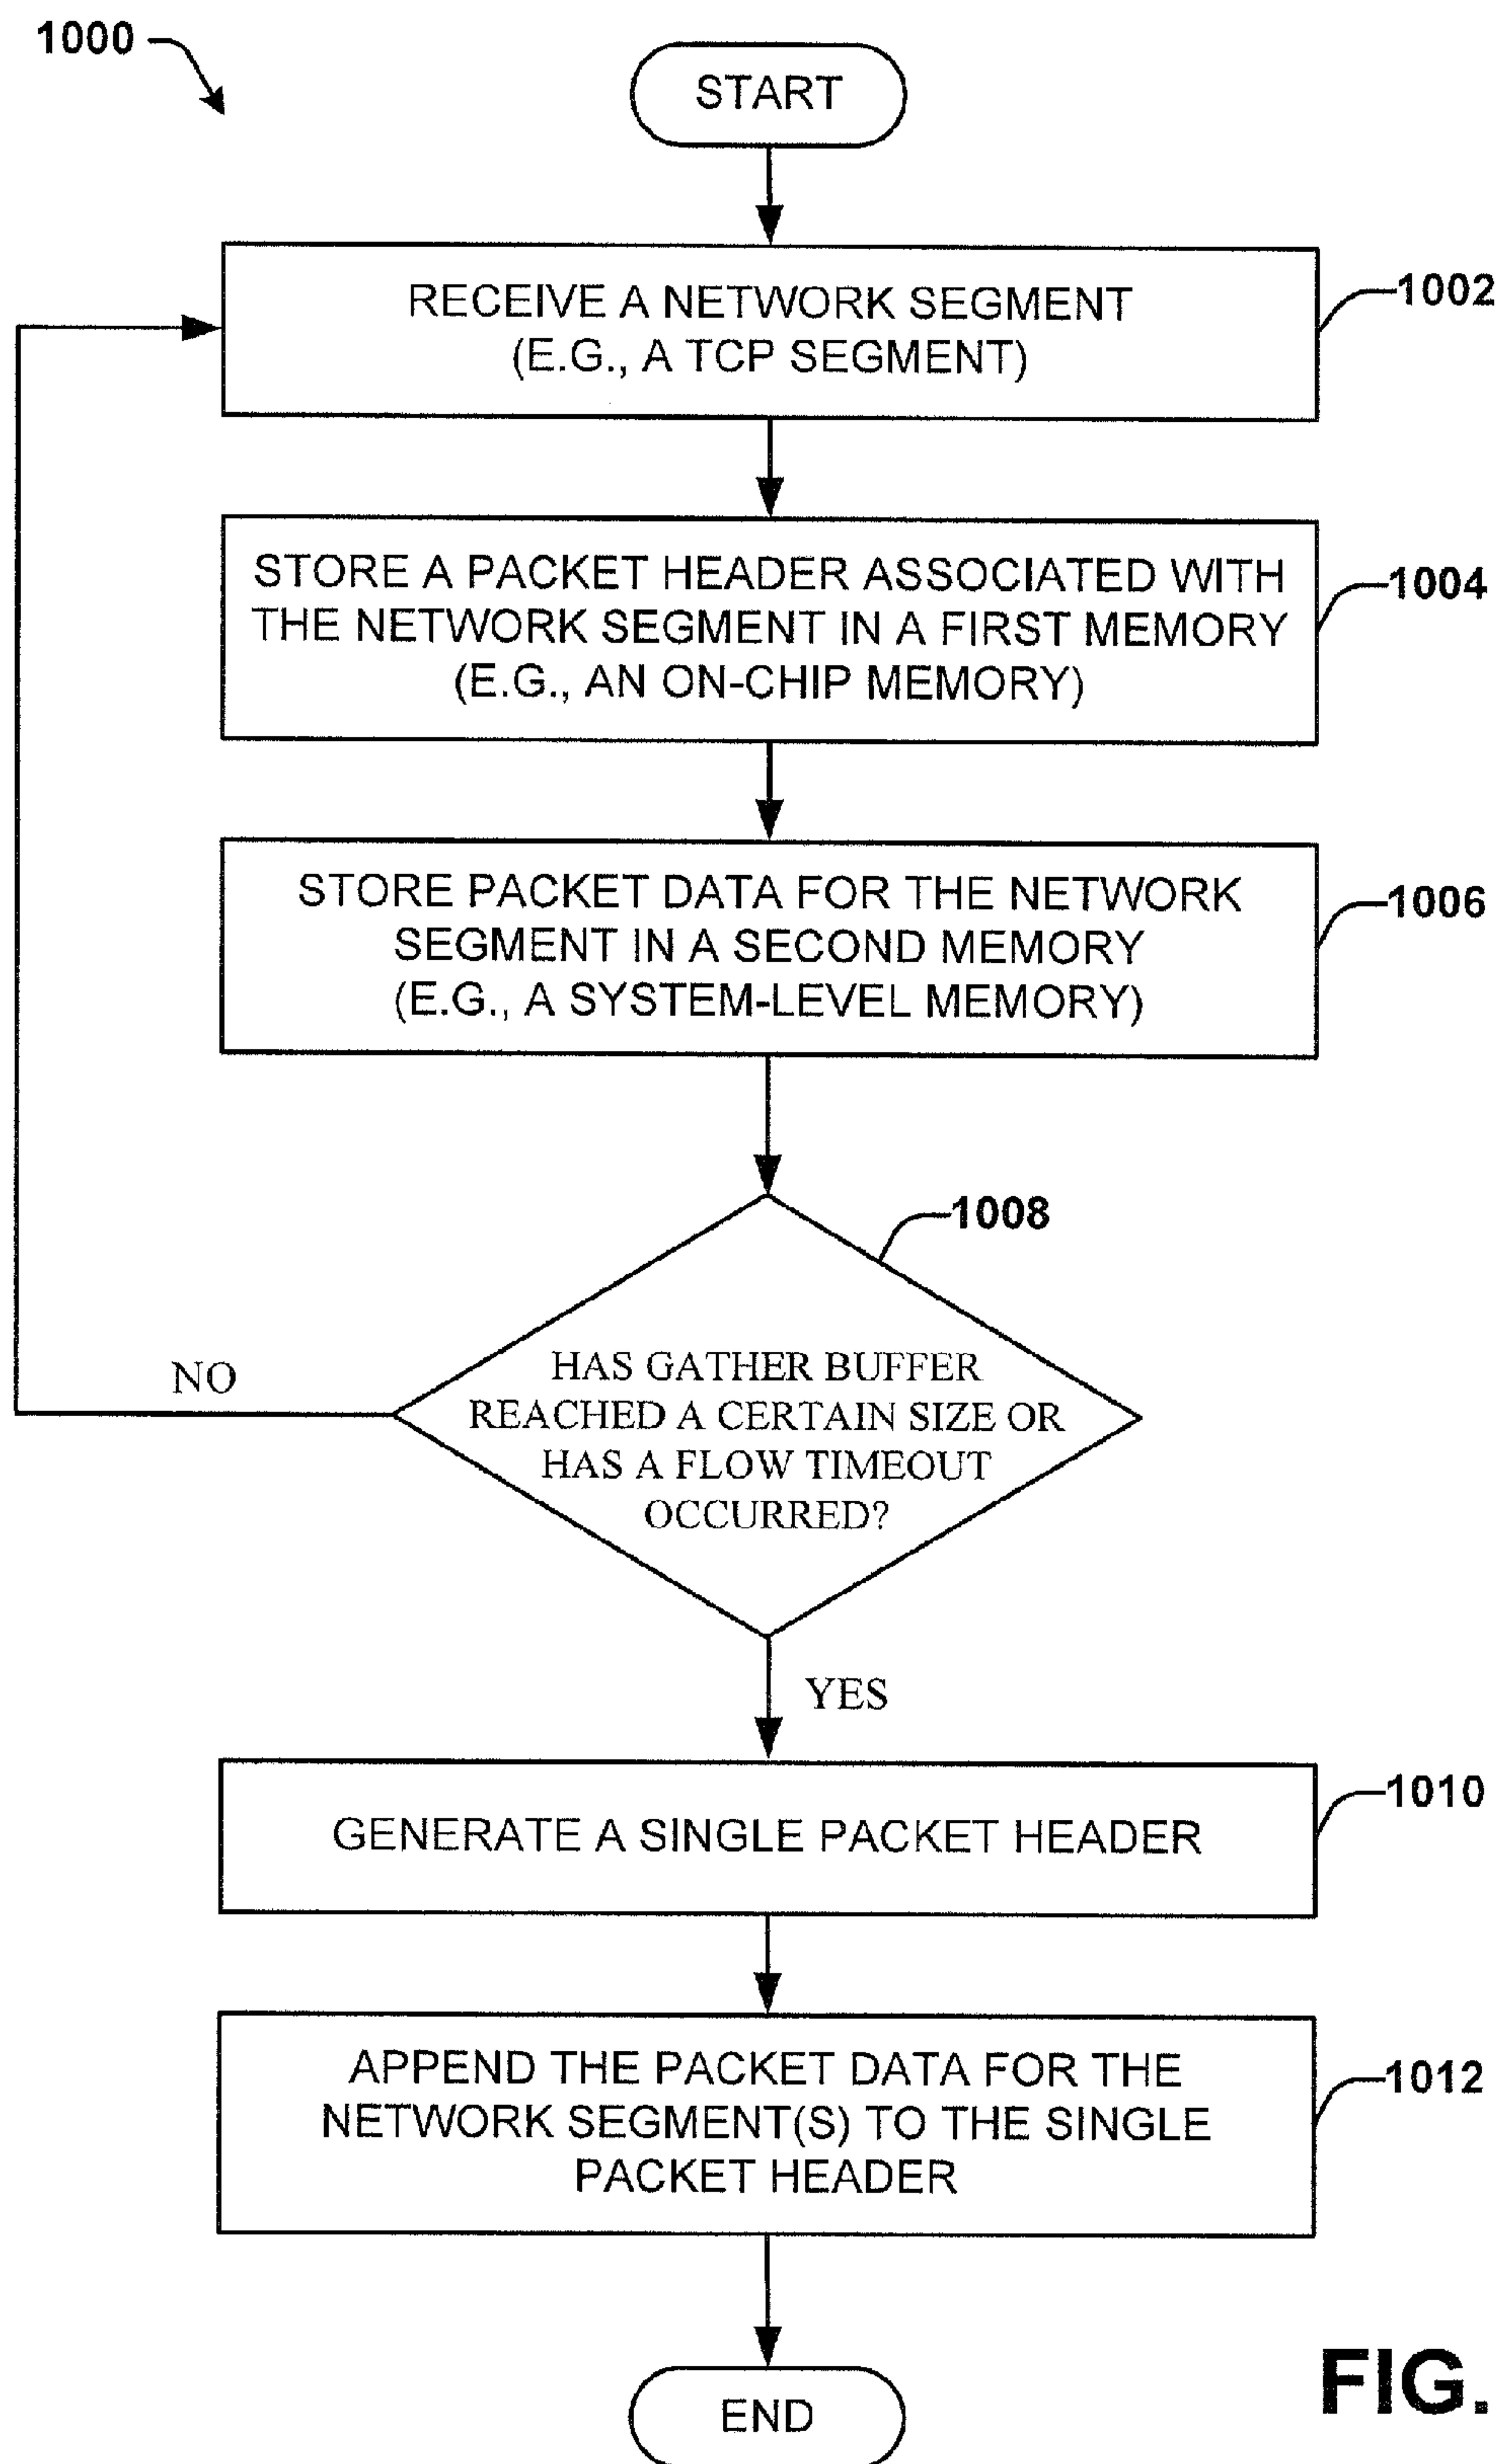 1000
START
RECEIVE A NETWORK SEGMENT
(E.G., A TCP SEGMENT)
1002
STORE A PACKET HEADER ASSOCIATED WITH
THE NETWORK SEGMENT IN A FIRST MEMORY
(E.G., AN ON-CHIP MEMORY)
1004
STORE PACKET DATA FOR THE NETWORK
SEGMENT IN A SECOND MEMORY
(E.G., A SYSTEM-LEVEL MEMORY)
1006
1008
HAS GATHER BUFFER
REACHED A CERTAIN SIZE OR
HAS A FLOW TIMEOUT
OCCURRED?
NO
YES
GENERATE A SINGLE PACKET HEADER
1010
APPEND THE PACKET DATA FOR THE
NETWORK SEGMENT(S) TO THE SINGLE
PACKET HEADER
1012
END
FIG.